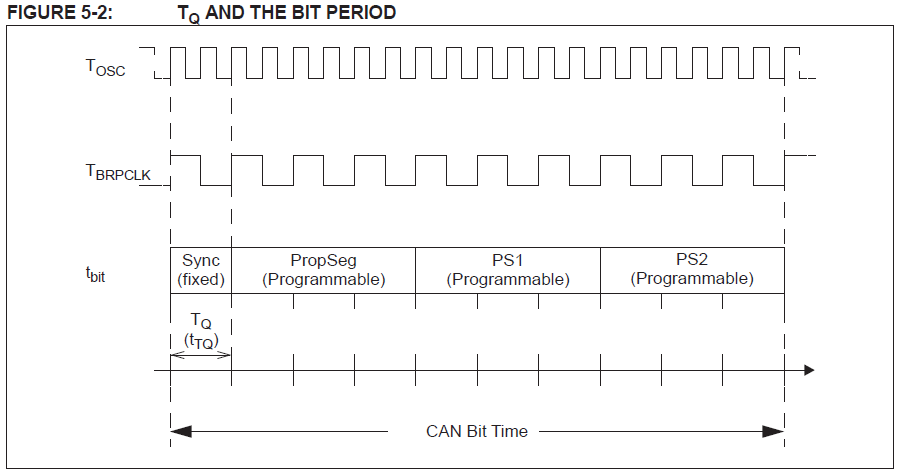 FIGURE 5-2: TQ AND THE BIT PERIOD
TOSC
TBRPCLK
tbit
Sync
(fixed)
PropSeg
(Programmable)
PS1
(Programmable)
PS2
(Programmable)
TQ
(tTQ)
CAN Bit Time